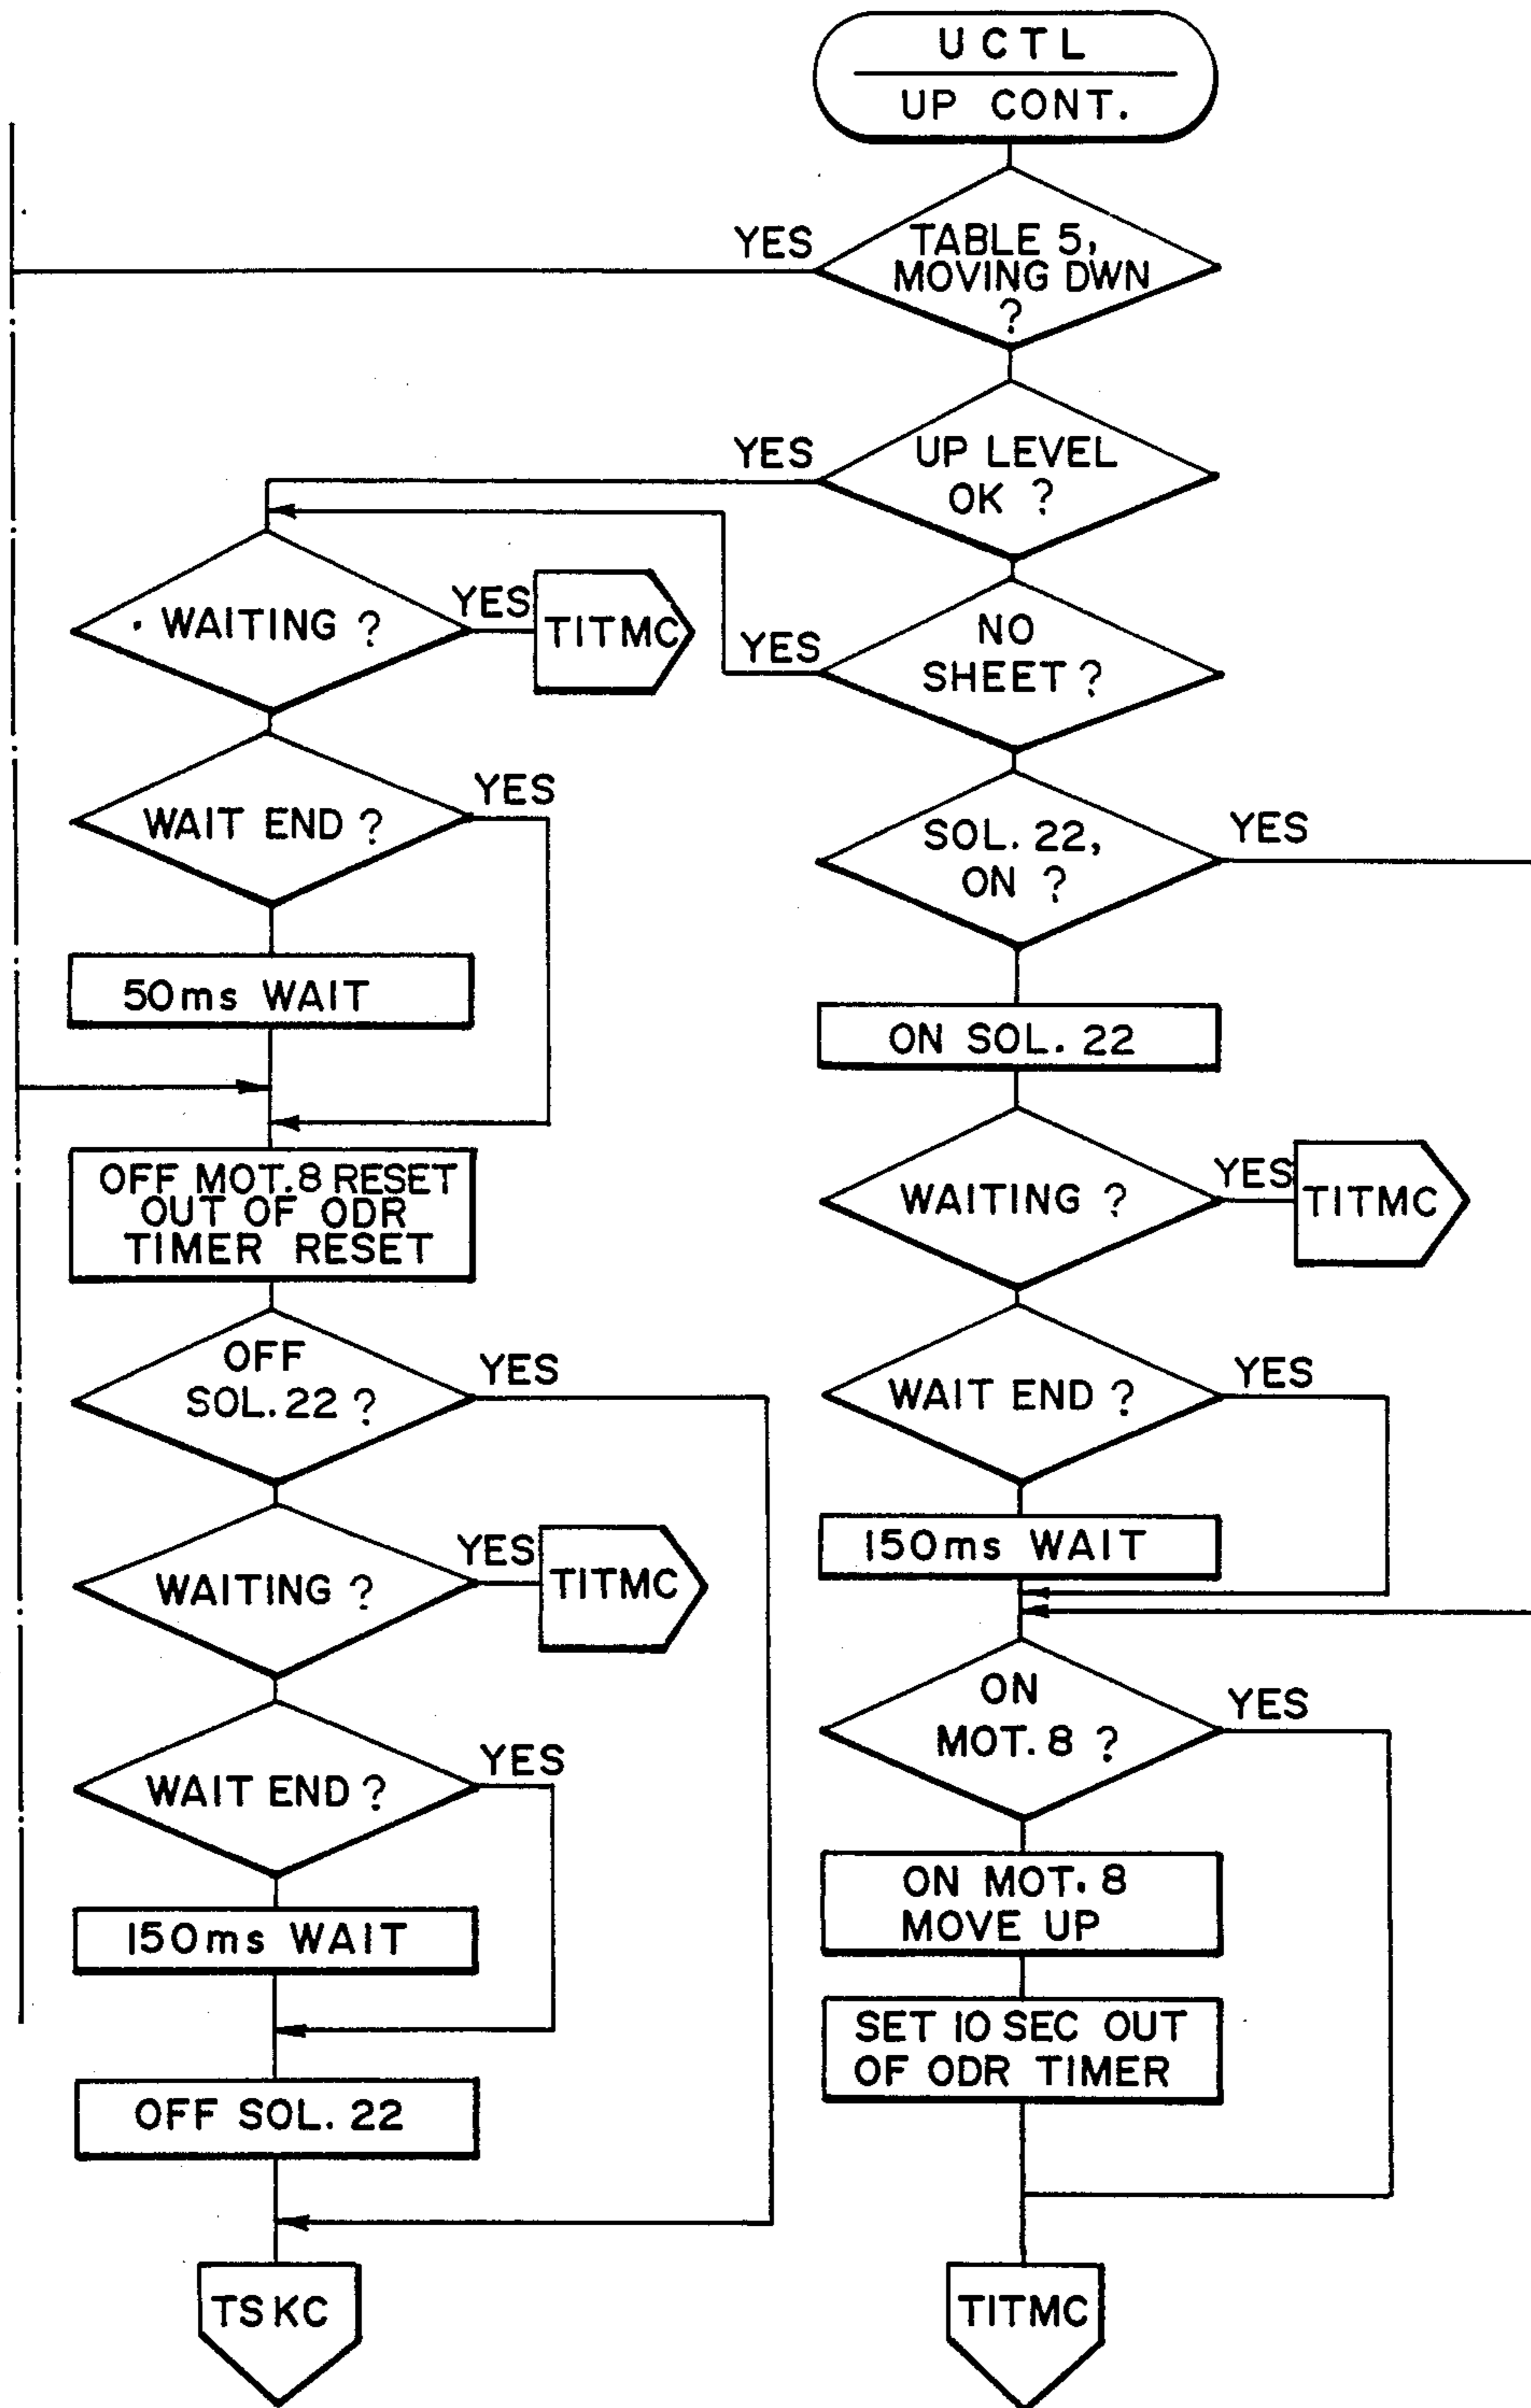 UCTL
UP CONT.
YES
TABLE 5,
MOVING DWN
?
YES
UP LEVEL
OK ?
WAITING ?
YES
TITMC
YES
NO
SHEET ?
WAIT END ?
YES
SOL. 22,
ON ?
YES
50ms WAIT
ON SOL. 22
OFF MOT.8 RESET
OUT OF ODR
TIMER RESET
WAITING ?
YES
TITMC
OFF
SOL.22 ?
YES
WAIT END ?
YES
WAITING ?
YES
TITMC
150ms WAIT
ON
MOT.8 ?
YES
WAIT END ?
YES
ON MOT. 8
MOVE UP
150ms WAIT
SET 10 SEC OUT
OF ODR TIMER
OFF SOL. 22
TSKC
TITMC